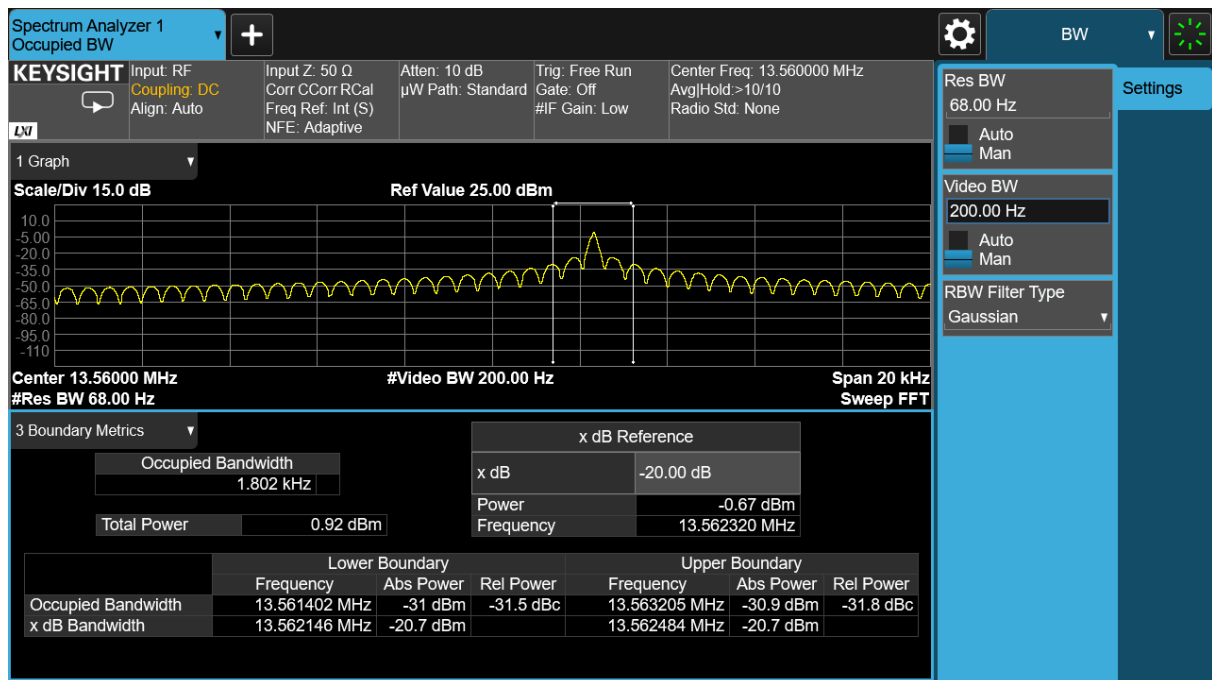 Spectrum Analyzer 1
Occupied BW
BW
KEYSIGHT
LXI
Input: RF
Coupling: DC
Align: Auto
Input Z: 50 Ω
Corr CCorr RCal
Freq Ref: Int (S)
NFE: Adaptive
Atten: 10 dB
µW Path: Standard
Trig: Free Run
Gate: Off
#IF Gain: Low
Center Freq: 13.560000 MHz
Avg|Hold:>10/10
Radio Std: None
1 Graph
Scale/Div 15.0 dB
Ref Value 25.00 dBm
10.0
-5.00
-20.0
-35.0
-50.0
-65.0
-80.0
-95.0
-110
Center 13.56000 MHz
#Video BW 200.00 Hz
Span 20 kHz
#Res BW 68.00 Hz
Sweep FFT
3 Boundary Metrics
Occupied Bandwidth
1.802 kHz
Total Power 0.92 dBm
x dB Reference
x dB -20.00 dB
Power -0.67 dBm
Frequency 13.562320 MHz
Lower Boundary Upper Boundary
Frequency Abs Power Rel Power Frequency Abs Power Rel Power
Occupied Bandwidth 13.561402 MHz -31 dBm -31.5 dBc 13.563205 MHz -30.9 dBm -31.8 dBc
x dB Bandwidth 13.562146 MHz -20.7 dBm 13.562484 MHz -20.7 dBm
Res BW
68.00 Hz
Auto
Man
Video BW
200.00 Hz
Auto
Man
RBW Filter Type
Gaussian
Settings